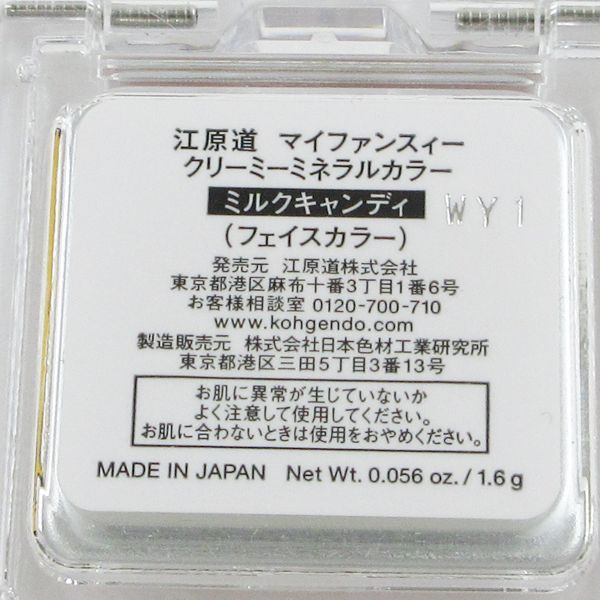 江原道 マイファンスィー
クリーミーミネラルカラー
ミルクキャンディ WY1
(フェイスカラー)
発売元 江原道株式会社
東京都港区麻布十番3丁目1番6号
お客様相談室 0120-700-710
www.kohgendo.com
製造販売元 株式会社日本色材工業研究所
東京都港区三田5丁目3番13号
お肌に異常が生じていないか
よく注意して使用してください。
お肌に合わないときは使用をおやめください。
MADE IN JAPAN Net Wt. 0.056 oz. / 1.6 g